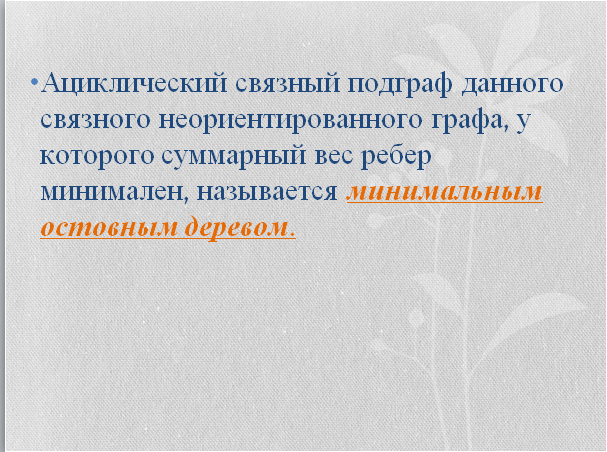 •Ациклический связный подграф данного
связного неориентированного графа, у
которого суммарный вес ребер
минимален, называется минимальным
остовным деревом.